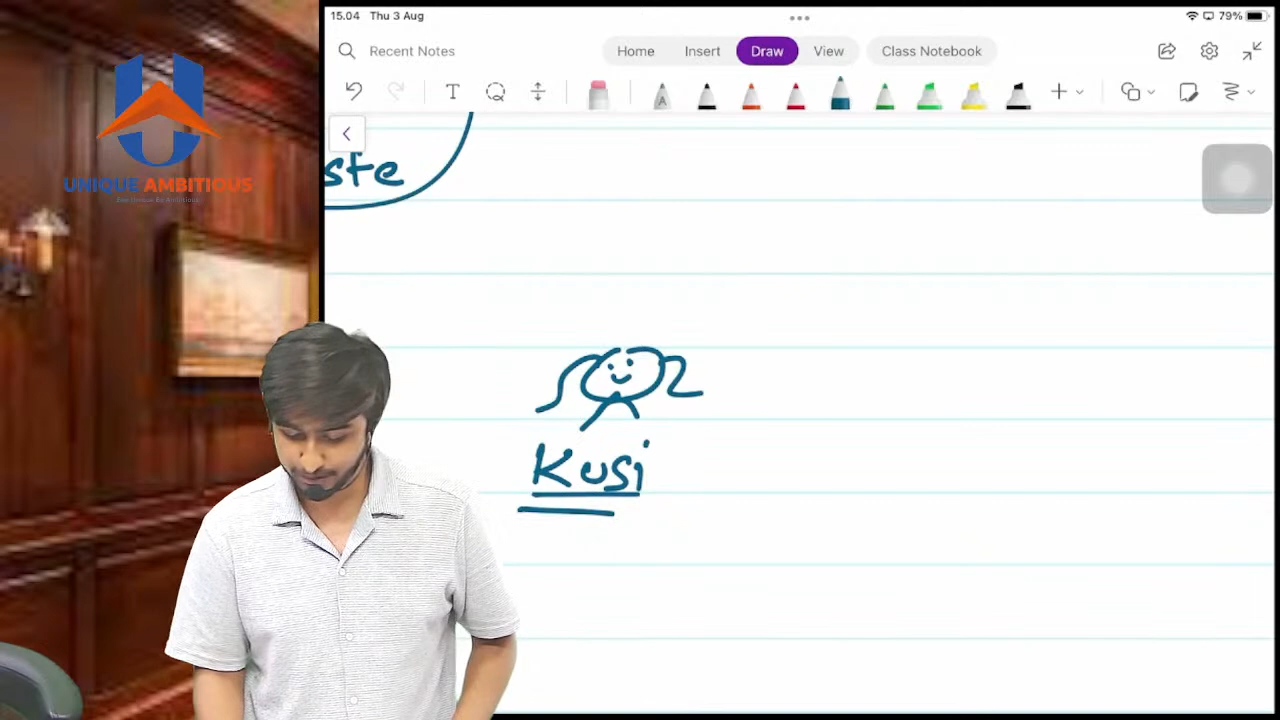 15.04 Thu 3 Aug 79%
Recent Notes Home Insert Draw View Class Notebook
T A
ste
UNIQUE AMBITIOUS
Kusi